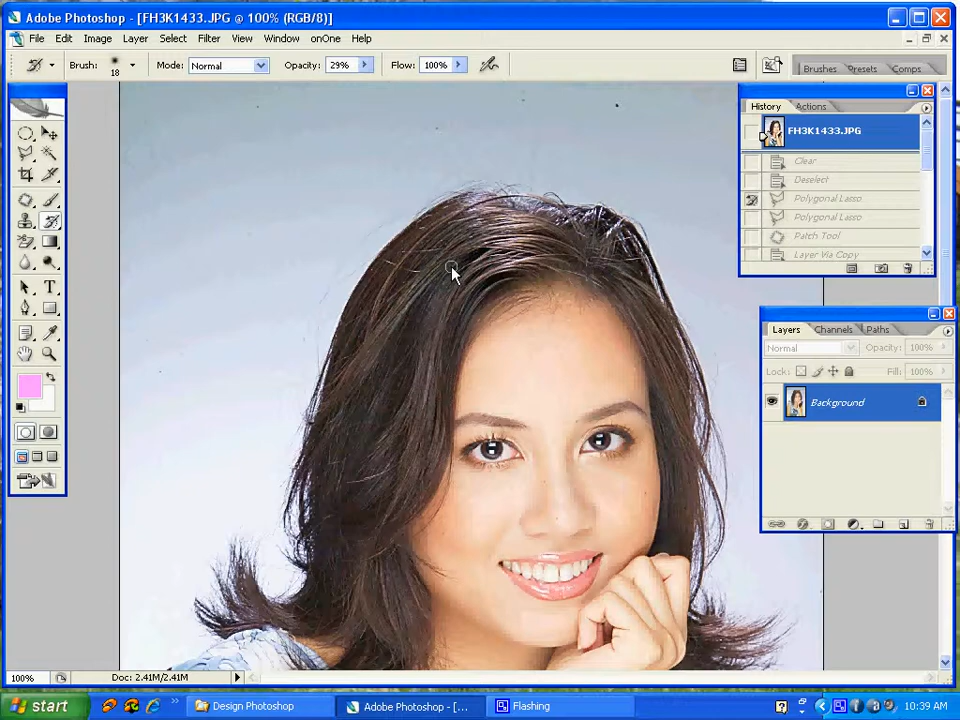 Adobe Photoshop - [FH3K1433.JPG @ 100% (RGB/8)]
File Edit Image Layer Select Filter View Window onOne Help
Brush: 18 Mode: Normal Opacity: 29% Flow: 100%
Brushes Presets Comps
History Actions
FH3K1433.JPG
Clear
Deselect
Polygonal Lasso
Polygonal Lasso
Patch Tool
Layer Via Copy
Layers Channels Paths
Normal Opacity: 100%
Lock: Fill: 100%
Background
100% Doc: 2.41M/2.41M
start Design Photoshop Adobe Photoshop - [... Flashing 10:39 AM